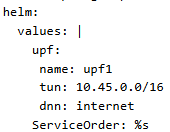 helm:
  values: |
    upf:
     name: upf1
     tun: 10.45.0.0/16
     dnn: internet
    ServiceOrder: %s